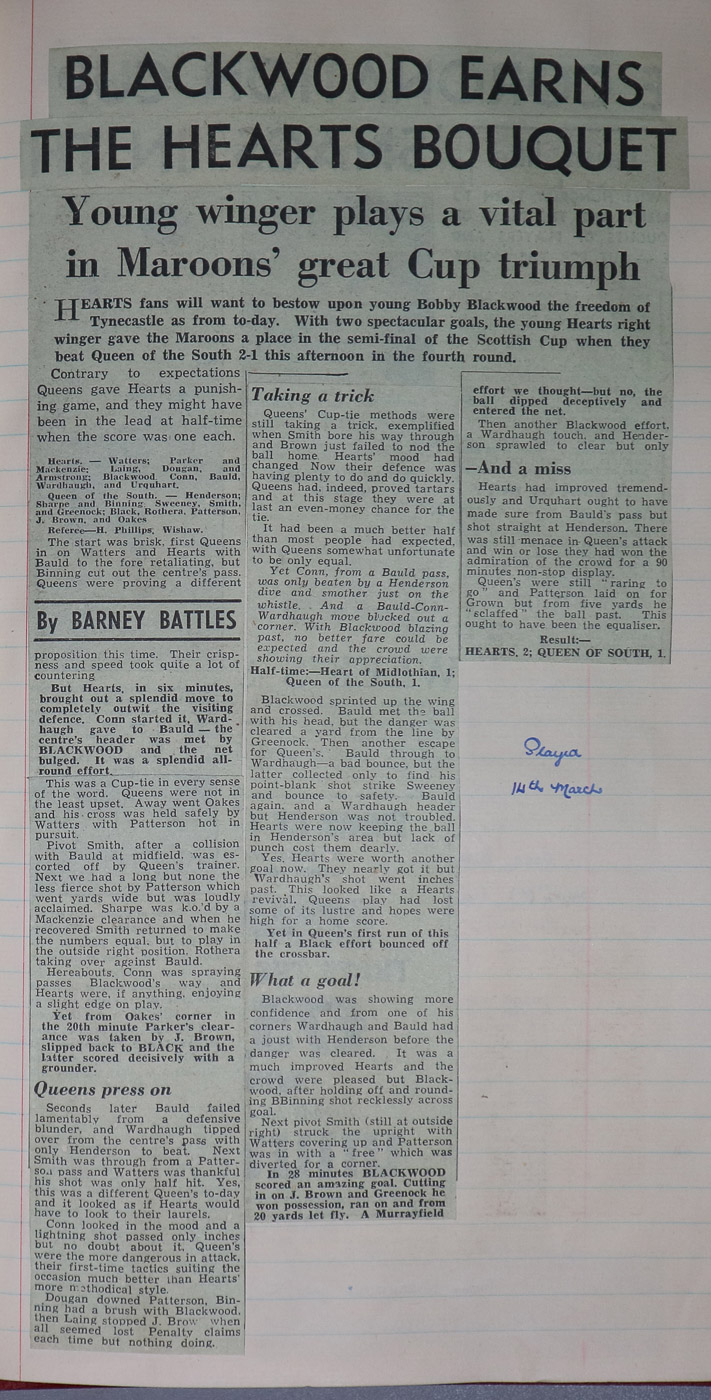 BLACKWOOD EARNS
THE HEARTS BOUQUET
Young winger plays a vital part
in Maroons' great Cup triumph
HEARTS fans will want to bestow upon young Bobby Blackwood the freedom of
Tynecastle as from to-day. With two spectacular goals, the young Hearts right
winger gave the Maroons a place in the semi-final of the Scottish Cup when they
beat Queen of the South 2-1 this afternoon in the fourth round.
Contrary to expectations
Queens gave Hearts a punish-
ing game, and they might have
been in the lead at half-time
when the score was one each.
Hearts. — Watters; Parker and
Mackenzie; Laing, Dougan, and
Armstrong; Blackwood Conn, Bauld,
Wardhaugh, and Urquhart.
Queen of the South. — Henderson;
Sharpe and Binning; Sweeney, Smith,
and Greenock; Black, Rothera, Patterson,
J. Brown, and Oakes
Referee—H. Phillips, Wishaw.
The start was brisk, first Queens
in on Watters and Hearts with
Bauld to the fore retaliating, but
Binning cut out the centre's pass.
Queens were proving a different
By BARNEY BATTLES
proposition this time. Their crisp-
ness and speed took quite a lot of
countering
But Hearts, in six minutes,
brought out a splendid move to
completely outwit the visiting
defence. Conn started it, Ward-
haugh gave to Bauld — the
centre's header was met by
BLACKWOOD and the net
bulged. It was a splendid all-
round effort.
This was a Cup-tie in every sense
of the word. Queens were not in
the least upset. Away went Oakes
and his cross was held safely by
Watters with Patterson hot in
pursuit.
Pivot Smith, after a collision
with Bauld at midfield, was es-
corted off by Queen's trainer.
Next we had a long but none the
less fierce shot by Patterson which
went yards wide but was loudly
acclaimed. Sharpe was k.o.'d by a
Mackenzie clearance and when he
recovered Smith returned to make
the numbers equal, but to play in
the outside right position, Rothera
taking over against Bauld.
Hereabouts, Conn was spraying
passes Blackwood's way and
Hearts were, if anything, enjoying
a slight edge on play.
Yet from Oakes' corner in
the 20th minute Parker's clear-
ance was taken by J. Brown,
slipped back to BLACK and the
latter scored decisively with a
grounder.
Queens press on
Seconds later Bauld failed
lamentably from a defensive
blunder, and Wardhaugh tipped
over from the centre's pass with
only Henderson to beat. Next
Smith was through from a Patter-
son pass and Watters was thankful
his shot was only half hit. Yes,
this was a different Queen's to-day
and it looked as if Hearts would
have to look to their laurels.
Conn looked in the mood and a
lightning shot passed only inches
but no doubt about it, Queen's
were the more dangerous in attack,
their first-time tactics suiting the
occasion much better than Hearts'
more methodical style.
Dougan downed Patterson, Bin-
ning had a brush with Blackwood,
then Laing stopped J. Brow when
all seemed lost Penalty claims
each time but nothing doing.
Taking a trick
Queens' Cup-tie methods were
still taking a trick, exemplified
when Smith bore his way through
and Brown just failed to nod the
ball home. Hearts' mood had
changed Now their defence was
having plenty to do and do quickly.
Queens had, indeed, proved tartars
and at this stage they were at
last an even-money chance for the
tie.
It had been a much better half
than most people had expected,
with Queens somewhat unfortunate
to be only equal.
Yet Conn, from a Bauld pass,
was only beaten by a Henderson
dive and smother just on the
whistle. And a Bauld-Conn-
Wardhaugh move blocked out a
corner. With Blackwood blazing
past, no better fare could be
expected and the crowd were
showing their appreciation.
Half-time:—Heart of Midlothian, 1;
Queen of the South, 1.
Blackwood sprinted up the wing
and crossed. Bauld met the ball
with his head, but the danger was
cleared a yard from the line by
Greenock. Then another escape
for Queen's. Bauld through to
Wardhaugh—a bad bounce, but the
latter collected only to find his
point-blank shot strike Sweeney
and bounce to safety. Bauld
again, and a Wardhaugh header
but Henderson was not troubled.
Hearts were now keeping the ball
in Henderson's area but lack of
punch cost them dearly.
Yes, Hearts were worth another
goal now. They nearly got it but
Wardhaugh's shot went inches
past. This looked like a Hearts
revival. Queens play had lost
some of its lustre and hopes were
high for a home score.
Yet in Queen's first run of this
half a Black effort bounced off
the crossbar.
What a goal!
Blackwood was showing more
confidence and from one of his
corners Wardhaugh and Bauld had
a joust with Henderson before the
danger was cleared. It was a
much improved Hearts and the
crowd were pleased but Black-
wood, after holding off and round-
ing BBinning shot recklessly across
goal.
Next pivot Smith (still at outside
right) struck the upright with
Watters covering up and Patterson
was in with a "free" which was
diverted for a corner.
In 28 minutes BLACKWOOD
scored an amazing goal. Cutting
in on J. Brown and Greenock he
won possession, ran on and from
20 yards let fly. A Murrayfield
effort we thought—but no, the
ball dipped deceptively and
entered the net.
Then another Blackwood effort,
a Wardhaugh touch, and Hender-
son sprawled to clear but only
—And a miss
Hearts had improved tremend-
ously and Urquhart ought to have
made sure from Bauld's pass but
shot straight at Henderson. There
was still menace in Queen's attack
and win or lose they had won the
admiration of the crowd for a 90
minutes non-stop display.
Queen's were still "raring to
go" and Patterson laid on for
Grown but from five yards he
"sclaffed" the ball past. This
ought to have been the equaliser.
Result:—
HEARTS, 2; QUEEN OF SOUTH, 1.
Played
14th March